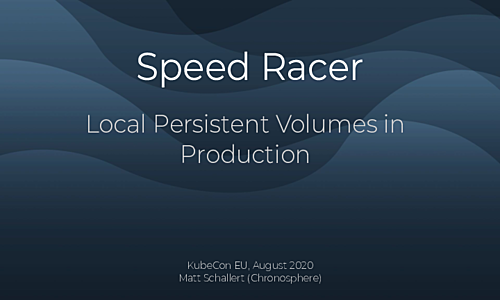 Speed Racer
Local Persistent Volumes in
Production
KubeCon EU, August 2020
Matt Schallert (Chronosphere)